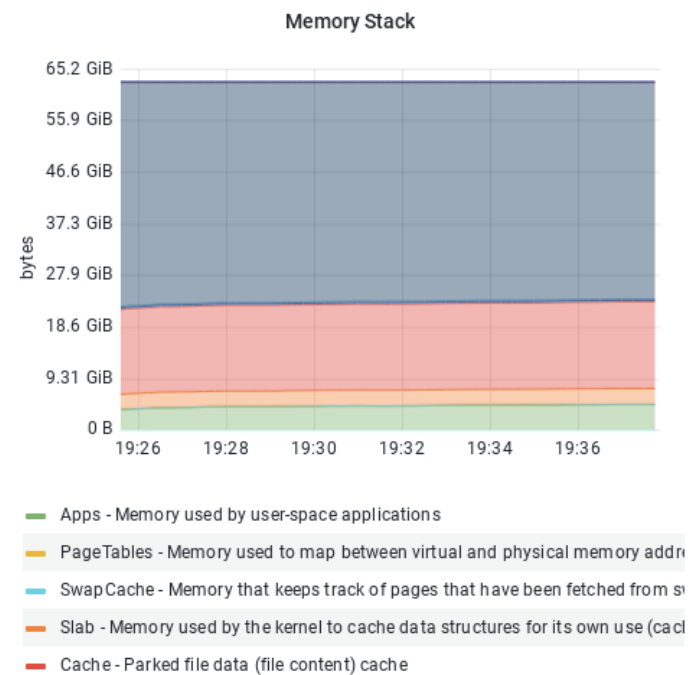 Memory Stack
65.2 GiB
55.9 GiB
46.6 GiB
37.3 GiB
27.9 GiB
18.6 GiB
9.31 GiB
0 B
bytes
19:26 19:28 19:30 19:32 19:34 19:36
Apps - Memory used by user-space applications
PageTables - Memory used to map between virtual and physical memory addre
SwapCache - Memory that keeps track of pages that have been fetched from sw
Slab - Memory used by the kernel to cache data structures for its own use (cach
Cache - Parked file data (file content) cache